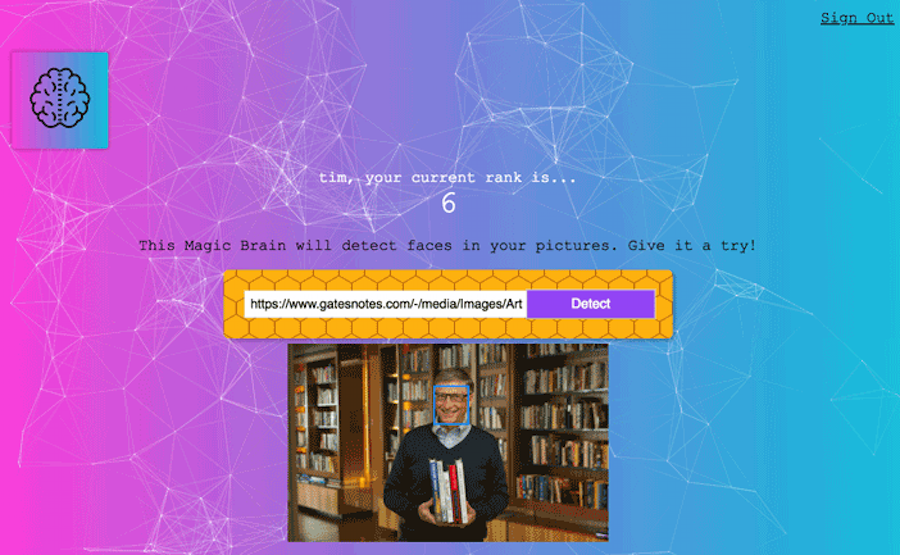 Sign Out
tim, your current rank is...
6
This Magic Brain will detect faces in your pictures. Give it a try!
https://www.gatesnotes.com/-/media/Images/Art
Detect